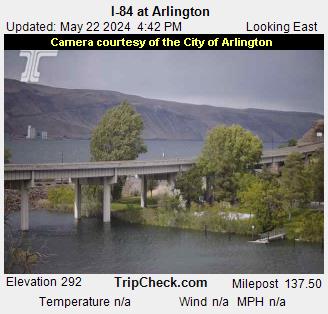 I-84 at Arlington
Updated: May 22 2024 4:42 PM Looking East
Camera courtesy of the City of Arlington
Elevation 292 TripCheck.com Milepost 137.50
Temperature n/a Wind n/a MPH n/a